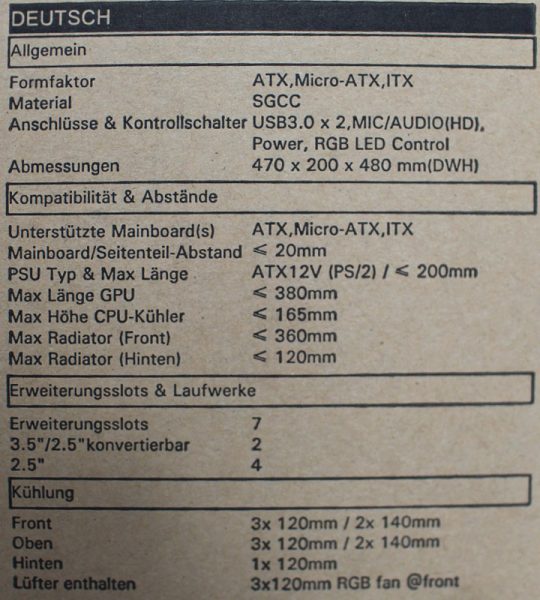 DEUTSCH
Allgemein
Formfaktor ATX,Micro-ATX,ITX
Material SGCC
Anschlüsse & Kontrollschalter USB3.0 x 2,MIC/AUDIO(HD),
Power, RGB LED Control
Abmessungen 470 x 200 x 480 mm(DWH)
Kompatibilität & Abstände
Unterstützte Mainboard(s) ATX,Micro-ATX,ITX
Mainboard/Seitenteil-Abstand ⩽ 20mm
PSU Typ & Max Länge ATX12V (PS/2) / ⩽ 200mm
Max Länge GPU ⩽ 380mm
Max Höhe CPU-Kühler ⩽ 165mm
Max Radiator (Front) ⩽ 360mm
Max Radiator (Hinten) ⩽ 120mm
Erweiterungsslots & Laufwerke
Erweiterungsslots 7
3.5"/2.5"konvertierbar 2
2.5" 4
Kühlung
Front 3x 120mm / 2x 140mm
Oben 3x 120mm / 2x 140mm
Hinten 1x 120mm
Lüfter enthalten 3x120mm RGB fan @front